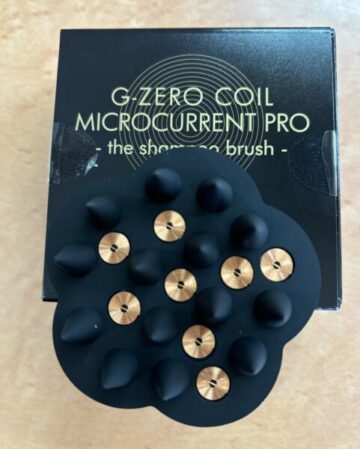 G-ZERO COIL
MICROCURRENT PRO
- the shampoo brush -